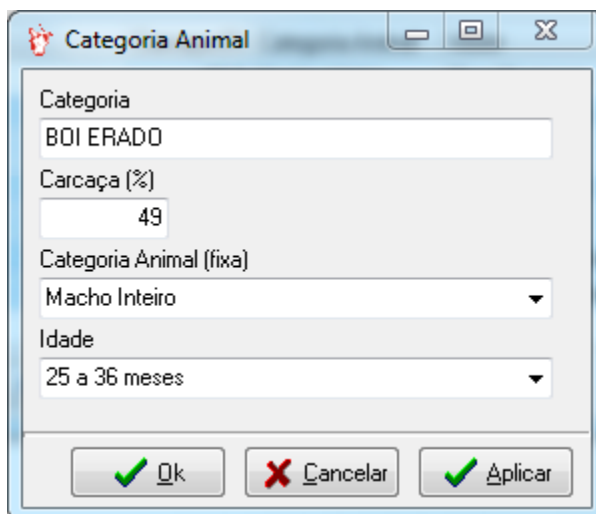 Categoria Animal
Categoria
BOI ERADO
Carcaça (%)
49
Categoria Animal (fixa)
Macho Inteiro
Idade
25 a 36 meses
Ok
Cancelar
Aplicar